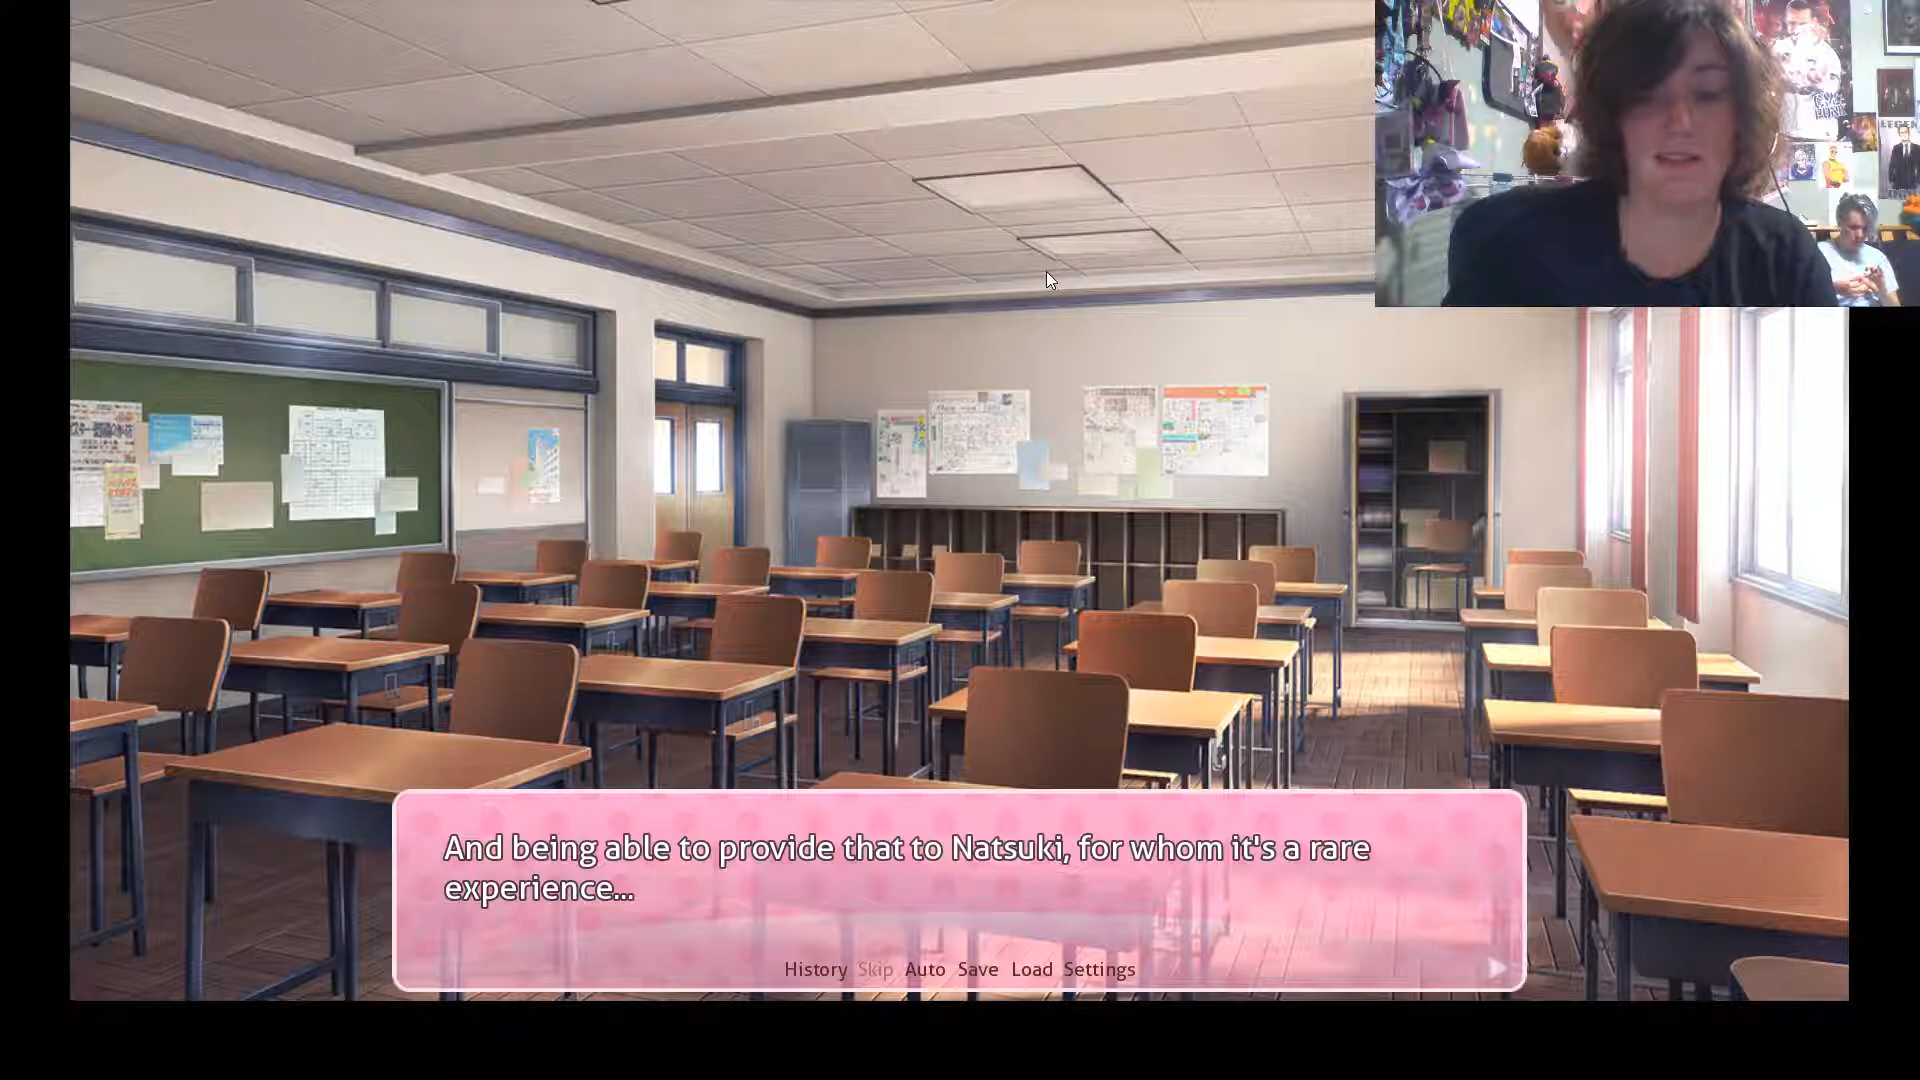 LEGEN
And being able to provide that to Natsuki, for whom it's a rare
experience...
History Skip Auto Save Load Settings